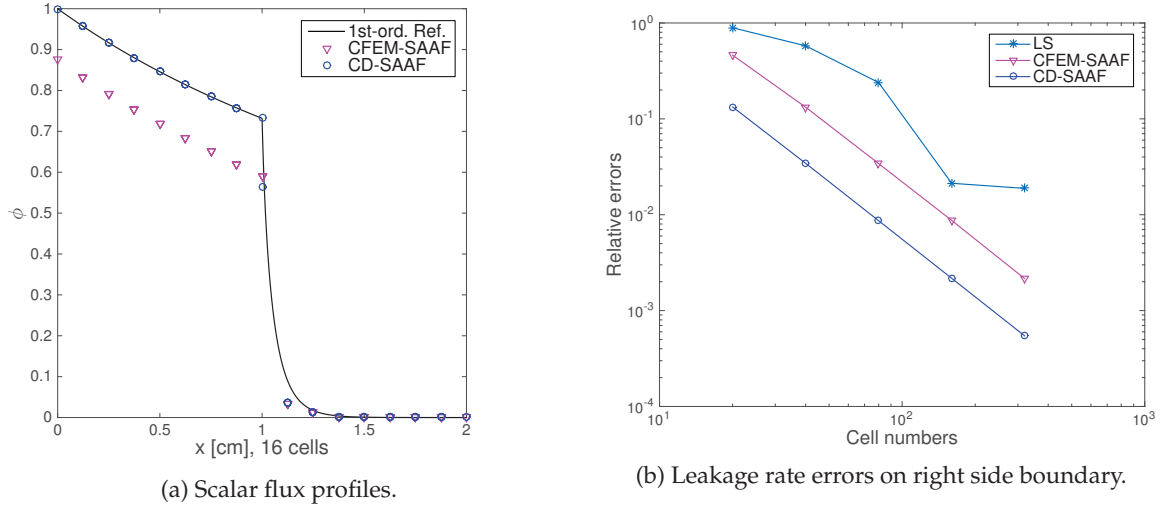 1
0.9
0.8
0.7
0.6
0.5
0.4
0.3
0.2
0.1
0
ϕ
1st-ord. Ref.
CFEM-SAAF
CD-SAAF
0 0.5 1 1.5 2
x [cm], 16 cells
(a) Scalar flux profiles.
10^0
10^-1
10^-2
10^-3
10^-4
Relative errors
LS
CFEM-SAAF
CD-SAAF
10^1 10^2 10^3
Cell numbers
(b) Leakage rate errors on right side boundary.